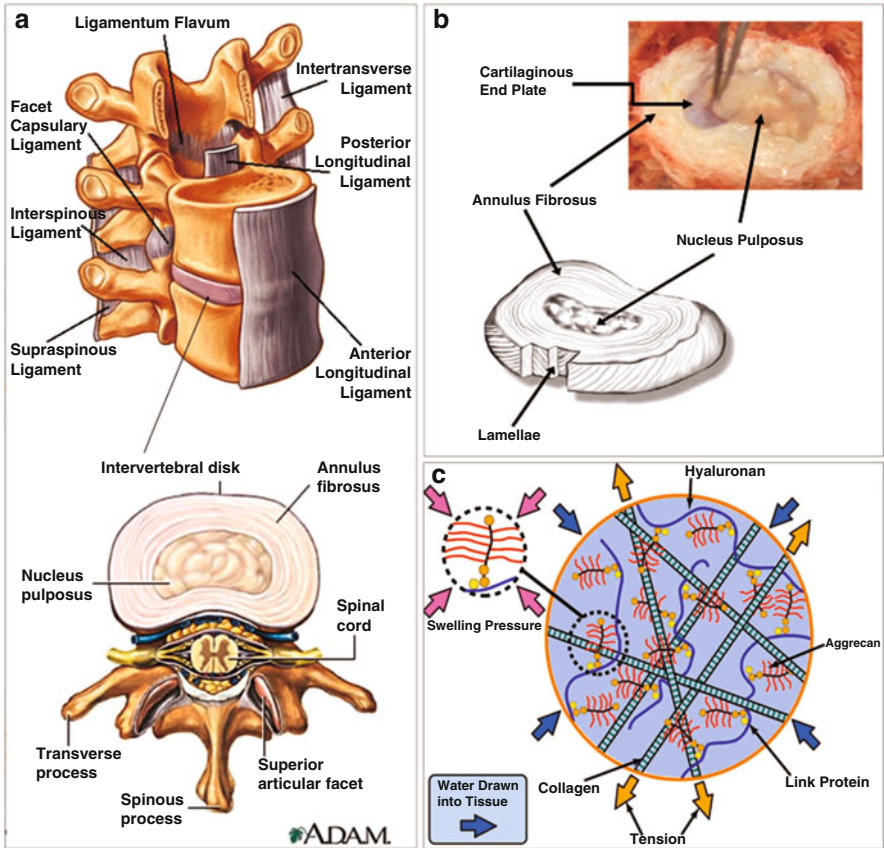 a
Ligamentum Flavum
Intertransverse
Ligament
Facet
Capsulary
Ligament
Posterior
Longitudinal
Ligament
Interspinous
Ligament
Supraspinous
Ligament
Anterior
Longitudinal
Ligament
Intervertebral disk
Annulus
fibrosus
Nucleus
pulposus
Spinal
cord
Transverse
process
Superior
articular facet
Spinous
process
ADAM.
b
Cartilaginous
End Plate
Annulus Fibrosus
Nucleus Pulposus
Lamellae
c
Hyaluronan
Swelling Pressure
Aggrecan
Collagen
Link Protein
Water Drawn
into Tissue
Tension